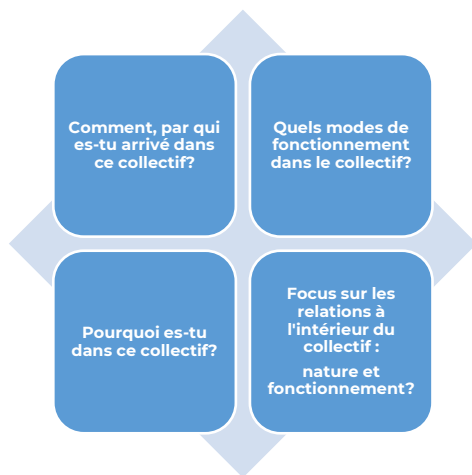 Comment, par qui
es-tu arrivé dans
ce collectif?
Quels modes de
fonctionnement
dans le collectif?
Pourquoi es-tu
dans ce collectif?
Focus sur les
relations à
l'intérieur du
collectif :
nature et
fonctionnement?